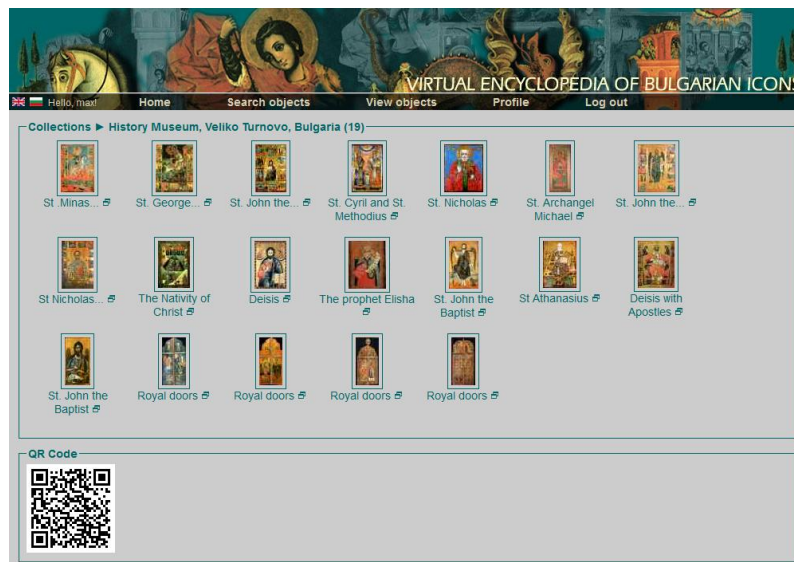 VIRTUAL ENCYCLOPEDIA OF BULGARIAN ICONS
Hello, max! Home Search objects View objects Profile Log out
Collections ► History Museum, Veliko Turnovo, Bulgaria (19)
St .Minas... St. George... St. John the... St. Cyril and St. Methodius St. Nicholas St. Archangel Michael St. John the...
St Nicholas... The Nativity of Christ Deisis The prophet Elisha St. John the Baptist St Athanasius Deisis with Apostles
St. John the Baptist Royal doors Royal doors Royal doors Royal doors
QR Code